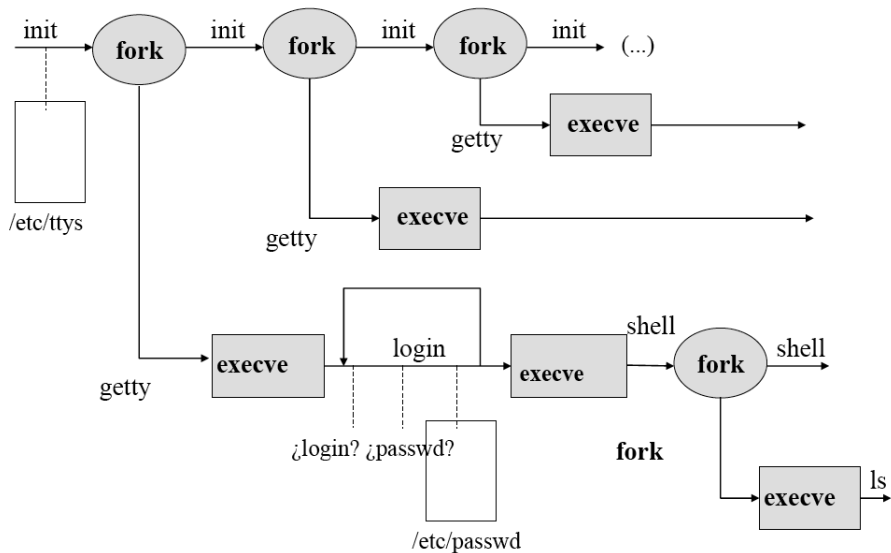 init
fork
init
fork
init
fork
init
(...)
/etc/ttys
getty
execve
getty
execve
getty
execve
login
execve
shell
fork
shell
¿login?
¿passwd?
/etc/passwd
fork
execve
ls